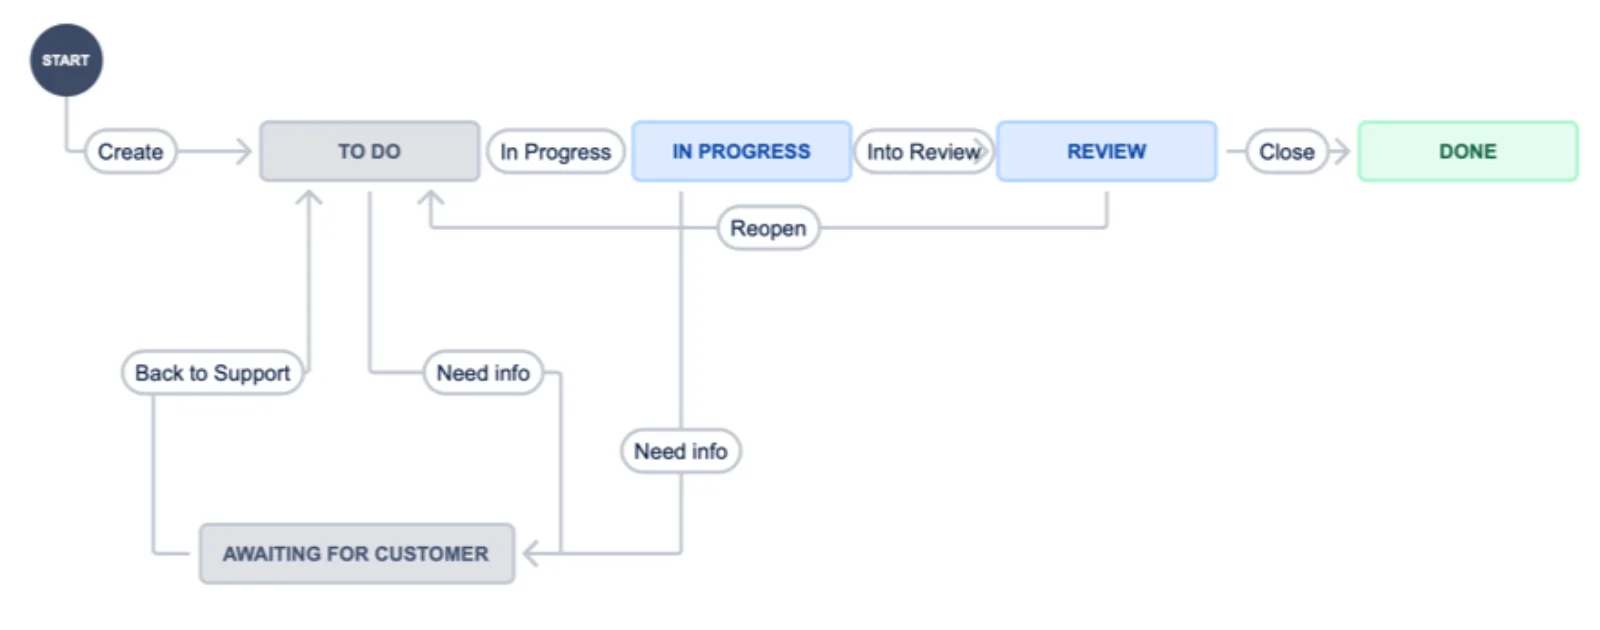 START
Create
TO DO
In Progress
IN PROGRESS
Into Review
REVIEW
Close
DONE
Reopen
Back to Support
Need info
Need info
AWAITING FOR CUSTOMER